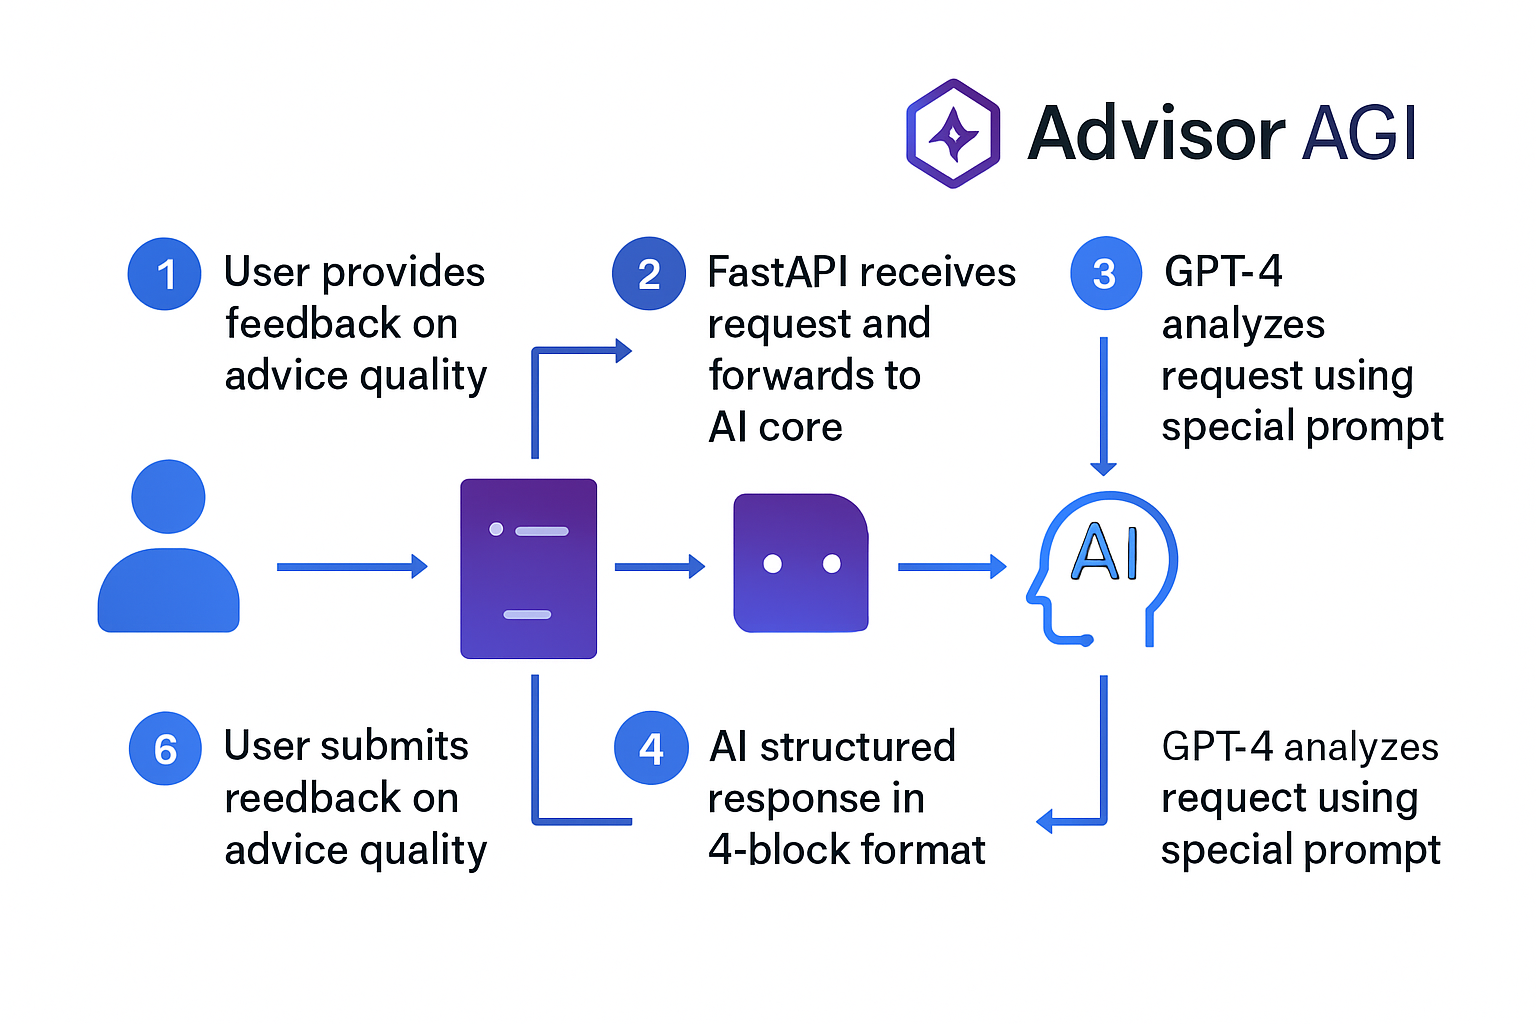 Advisor AGI
1
User provides
feedback on
advice quality
2
FastAPI receives
request and
forwards to
AI core
3
GPT-4
analyzes
request using
special prompt
AI
6
User submits
reedback on
advice quality
4
AI structured
response in
4-block format
GPT-4 analyzes
requect using
special prompt